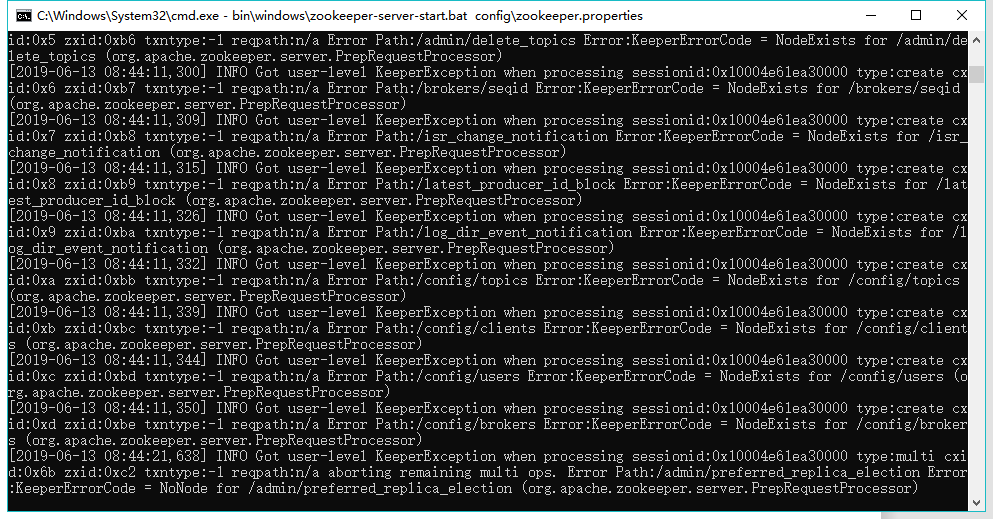 C:\Windows\System32\cmd.exe - bin\windows\zookeeper-server-start.bat  config\zookeeper.properties
id:0x5 zxid:0xb6 txntype:-1 reqpath:n/a Error Path:/admin/delete_topics Error:KeeperErrorCode = NodeExists for /admin/de
lete_topics (org.apache.zookeeper.server.PrepRequestProcessor)
[2019-06-13 08:44:11,300] INFO Got user-level KeeperException when processing sessionid:0x10004e61ea30000 type:create cx
id:0x6 zxid:0xb7 txntype:-1 reqpath:n/a Error Path:/brokers/seqid Error:KeeperErrorCode = NodeExists for /brokers/seqid
(org.apache.zookeeper.server.PrepRequestProcessor)
[2019-06-13 08:44:11,309] INFO Got user-level KeeperException when processing sessionid:0x10004e61ea30000 type:create cx
id:0x7 zxid:0xb8 txntype:-1 reqpath:n/a Error Path:/isr_change_notification Error:KeeperErrorCode = NodeExists for /isr_
change_notification (org.apache.zookeeper.server.PrepRequestProcessor)
[2019-06-13 08:44:11,315] INFO Got user-level KeeperException when processing sessionid:0x10004e61ea30000 type:create cx
id:0x8 zxid:0xb9 txntype:-1 reqpath:n/a Error Path:/latest_producer_id_block Error:KeeperErrorCode = NodeExists for /lat
est_producer_id_block (org.apache.zookeeper.server.PrepRequestProcessor)
[2019-06-13 08:44:11,326] INFO Got user-level KeeperException when processing sessionid:0x10004e61ea30000 type:create cx
id:0x9 zxid:0xba txntype:-1 reqpath:n/a Error Path:/log_dir_event_notification Error:KeeperErrorCode = NodeExists for /l
og_dir_event_notification (org.apache.zookeeper.server.PrepRequestProcessor)
[2019-06-13 08:44:11,332] INFO Got user-level KeeperException when processing sessionid:0x10004e61ea30000 type:create cx
id:0xa zxid:0xbb txntype:-1 reqpath:n/a Error Path:/config/topics Error:KeeperErrorCode = NodeExists for /config/topics
(org.apache.zookeeper.server.PrepRequestProcessor)
[2019-06-13 08:44:11,339] INFO Got user-level KeeperException when processing sessionid:0x10004e61ea30000 type:create cx
id:0xb zxid:0xbc txntype:-1 reqpath:n/a Error Path:/config/clients Error:KeeperErrorCode = NodeExists for /config/client
s (org.apache.zookeeper.server.PrepRequestProcessor)
[2019-06-13 08:44:11,344] INFO Got user-level KeeperException when processing sessionid:0x10004e61ea30000 type:create cx
id:0xc zxid:0xbd txntype:-1 reqpath:n/a Error Path:/config/users Error:KeeperErrorCode = NodeExists for /config/users (o
rg.apache.zookeeper.server.PrepRequestProcessor)
[2019-06-13 08:44:11,350] INFO Got user-level KeeperException when processing sessionid:0x10004e61ea30000 type:create cx
id:0xd zxid:0xbe txntype:-1 reqpath:n/a Error Path:/config/brokers Error:KeeperErrorCode = NodeExists for /config/broker
s (org.apache.zookeeper.server.PrepRequestProcessor)
[2019-06-13 08:44:21,638] INFO Got user-level KeeperException when processing sessionid:0x10004e61ea30000 type:multi cxi
d:0x6b zxid:0xc2 txntype:-1 reqpath:n/a aborting remaining multi ops. Error Path:/admin/preferred_replica_election Error
:KeeperErrorCode = NoNode for /admin/preferred_replica_election (org.apache.zookeeper.server.PrepRequestProcessor)